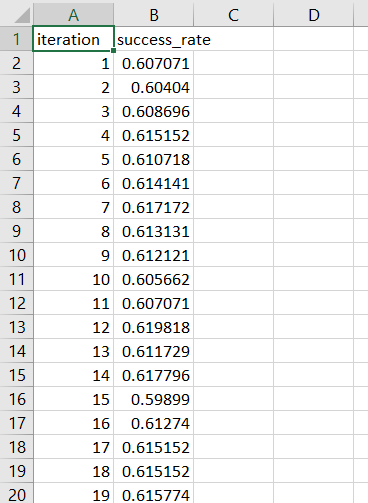 A B C D
1 iteration success_rate
2 1 0.607071
3 2 0.60404
4 3 0.608696
5 4 0.615152
6 5 0.610718
7 6 0.614141
8 7 0.617172
9 8 0.613131
10 9 0.612121
11 10 0.605662
12 11 0.607071
13 12 0.619818
14 13 0.611729
15 14 0.617796
16 15 0.59899
17 16 0.61274
18 17 0.615152
19 18 0.615152
20 19 0.615774